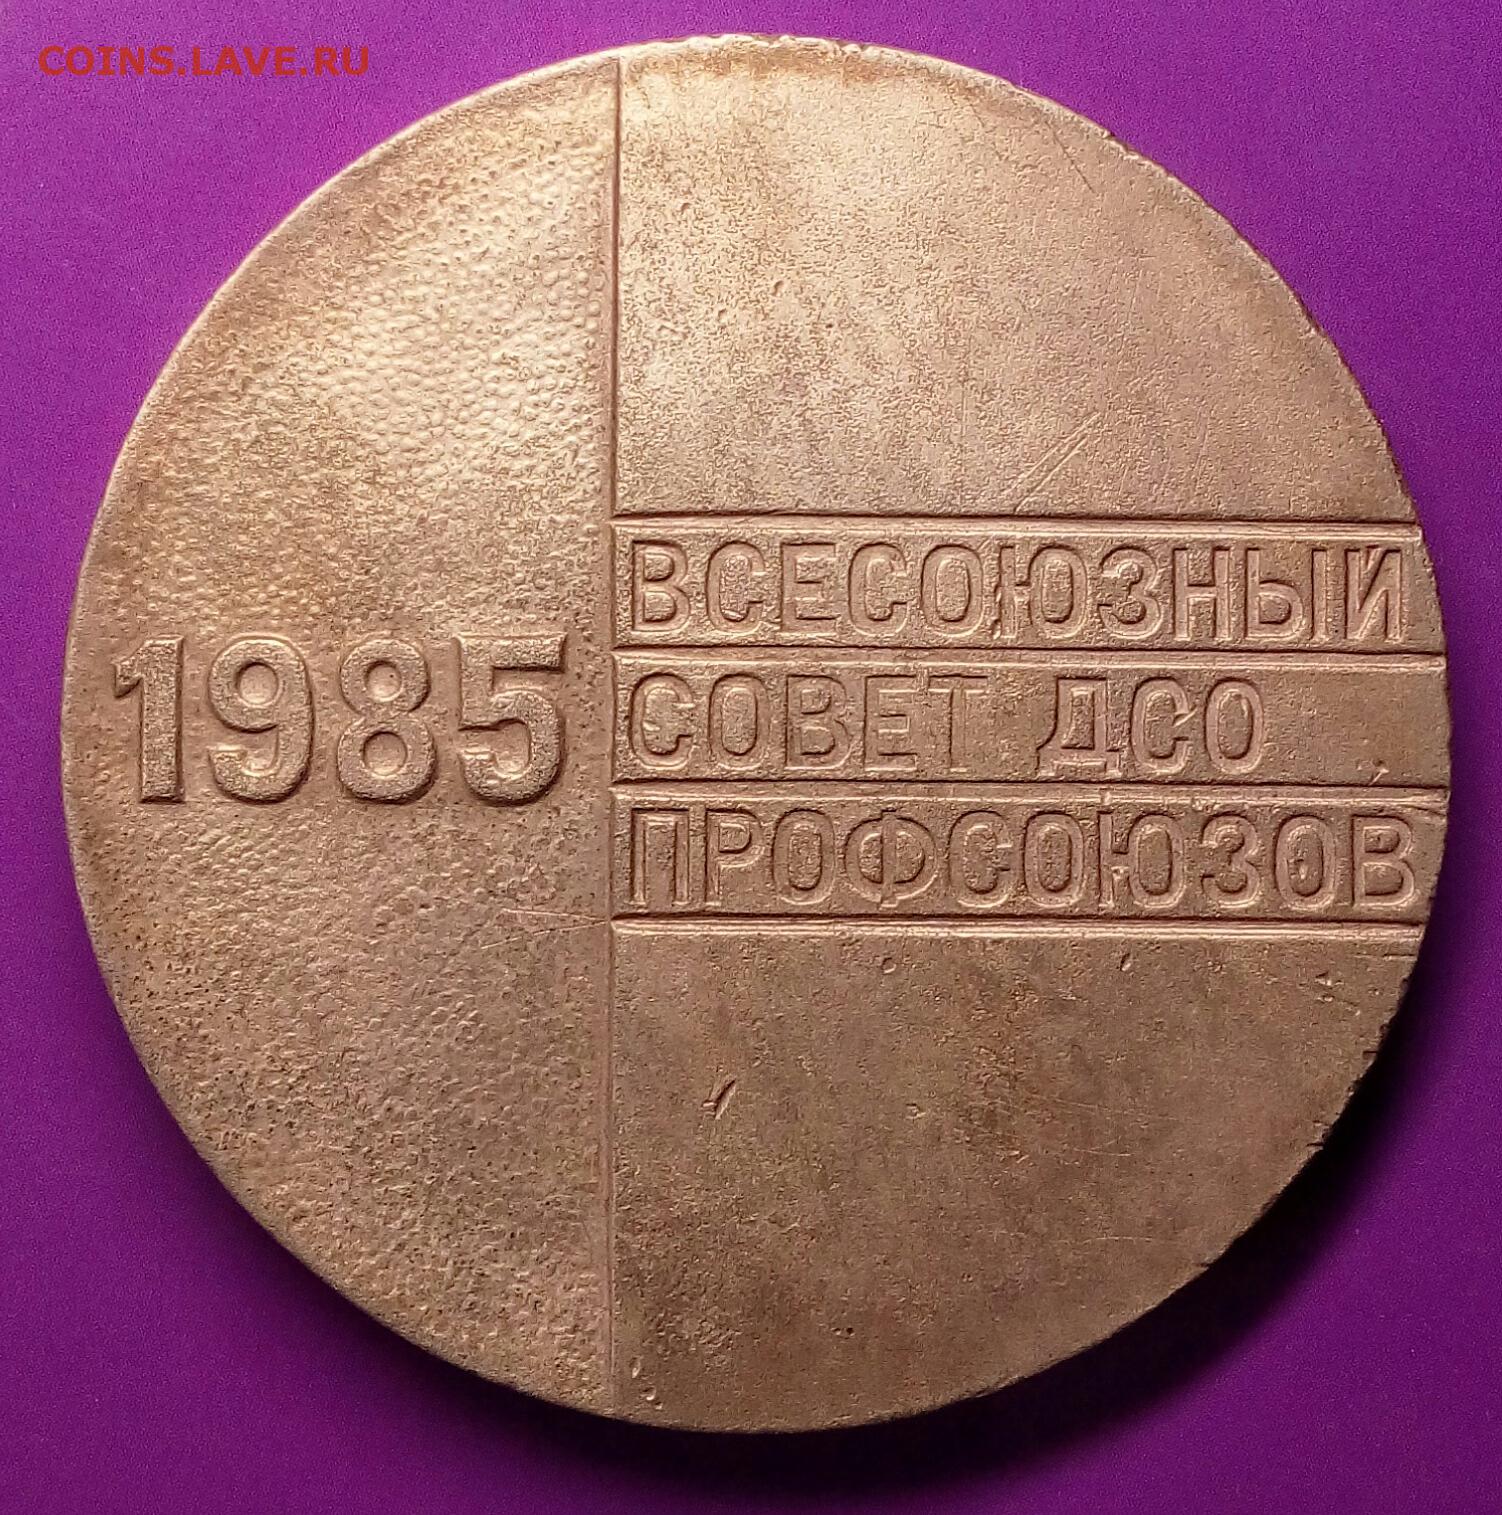 COINS.LAVE.RU
1985
ВСЕСОЮЗНЫЙ
СОВЕТ ДСО
ПРОФСОЮЗОВ